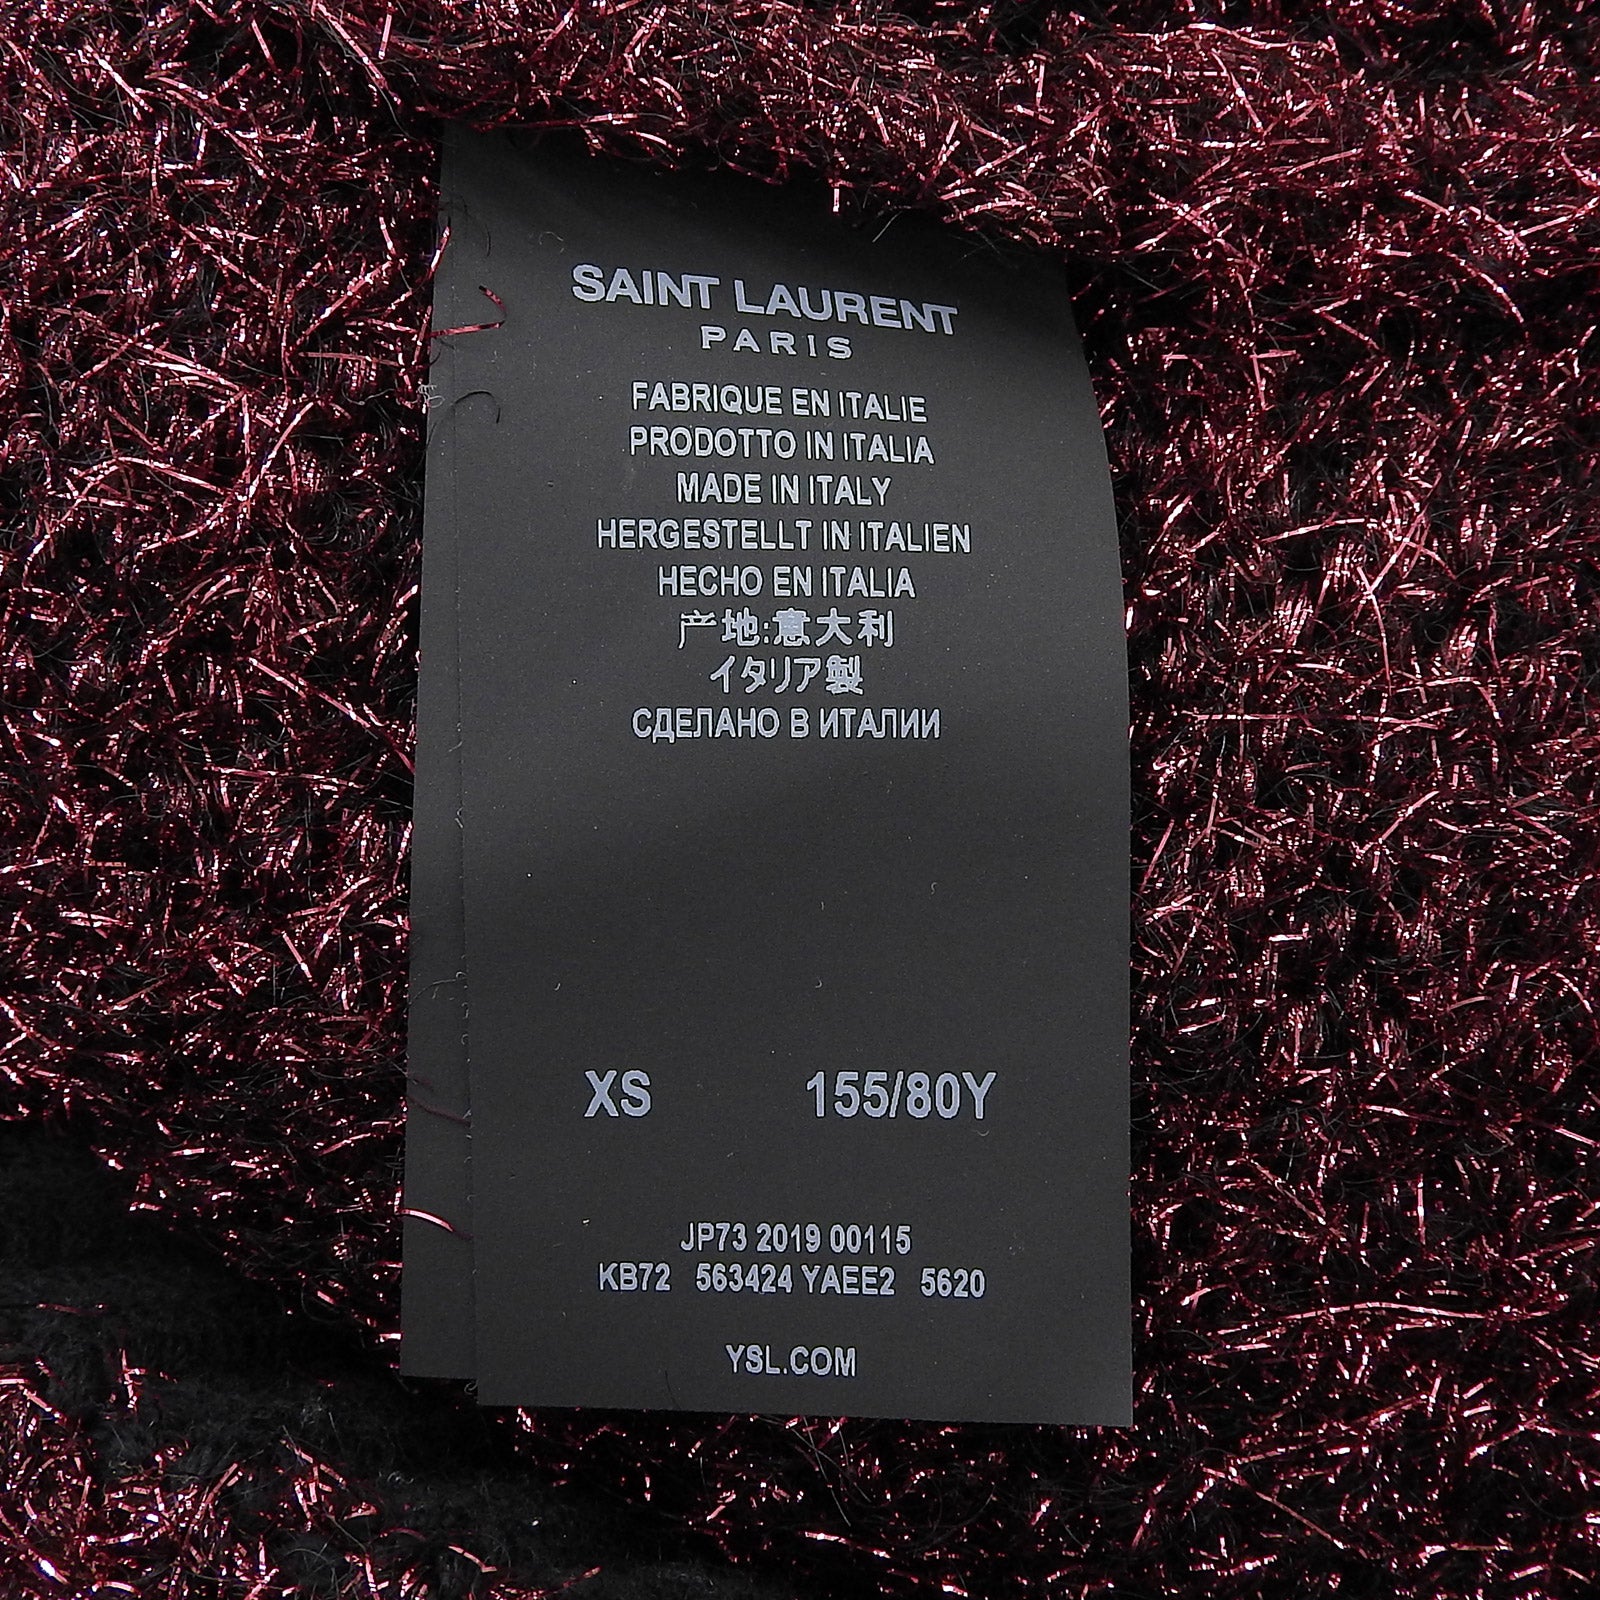 SAINT LAURENT
PARIS
FABRIQUE EN ITALIE
PRODOTTO IN ITALIA
MADE IN ITALY
HERGESTELLT IN ITALIEN
HECHO EN ITALIA
产地:意大利
イタリア製
СДЕЛАНО В ИТАЛИИ
XS 155/80Y
JP73 2019 00115
KB72 563424 YAEE2 5620
YSL.COM